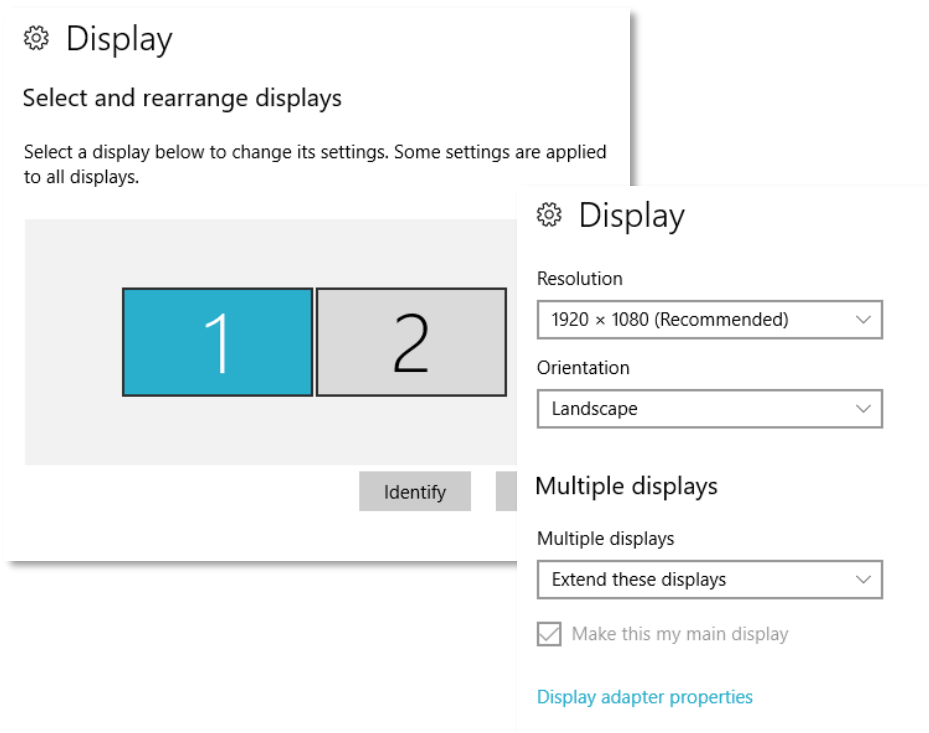 Display
Select and rearrange displays
Select a display below to change its settings. Some settings are applied
to all displays.
1
2
Identify
Display
Resolution
1920 × 1080 (Recommended)
Orientation
Landscape
Multiple displays
Multiple displays
Extend these displays
Make this my main display
Display adapter properties